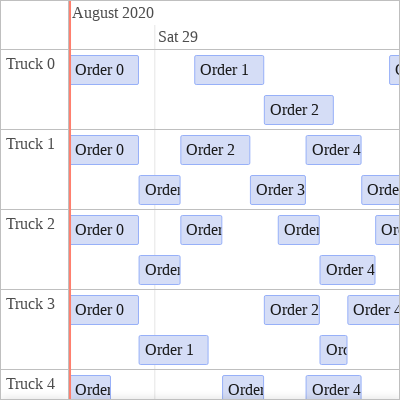 August 2020
Sat 29
Truck 0
Order 0
Order 1
Order 2
Truck 1
Order 0
Order 2
Order 4
Order
Order 3
Orde
Truck 2
Order 0
Order
Order
Or
Order
Order 4
Truck 3
Order 0
Order 2
Order 4
Order 1
Ord
Truck 4
Order
Order
Order 4